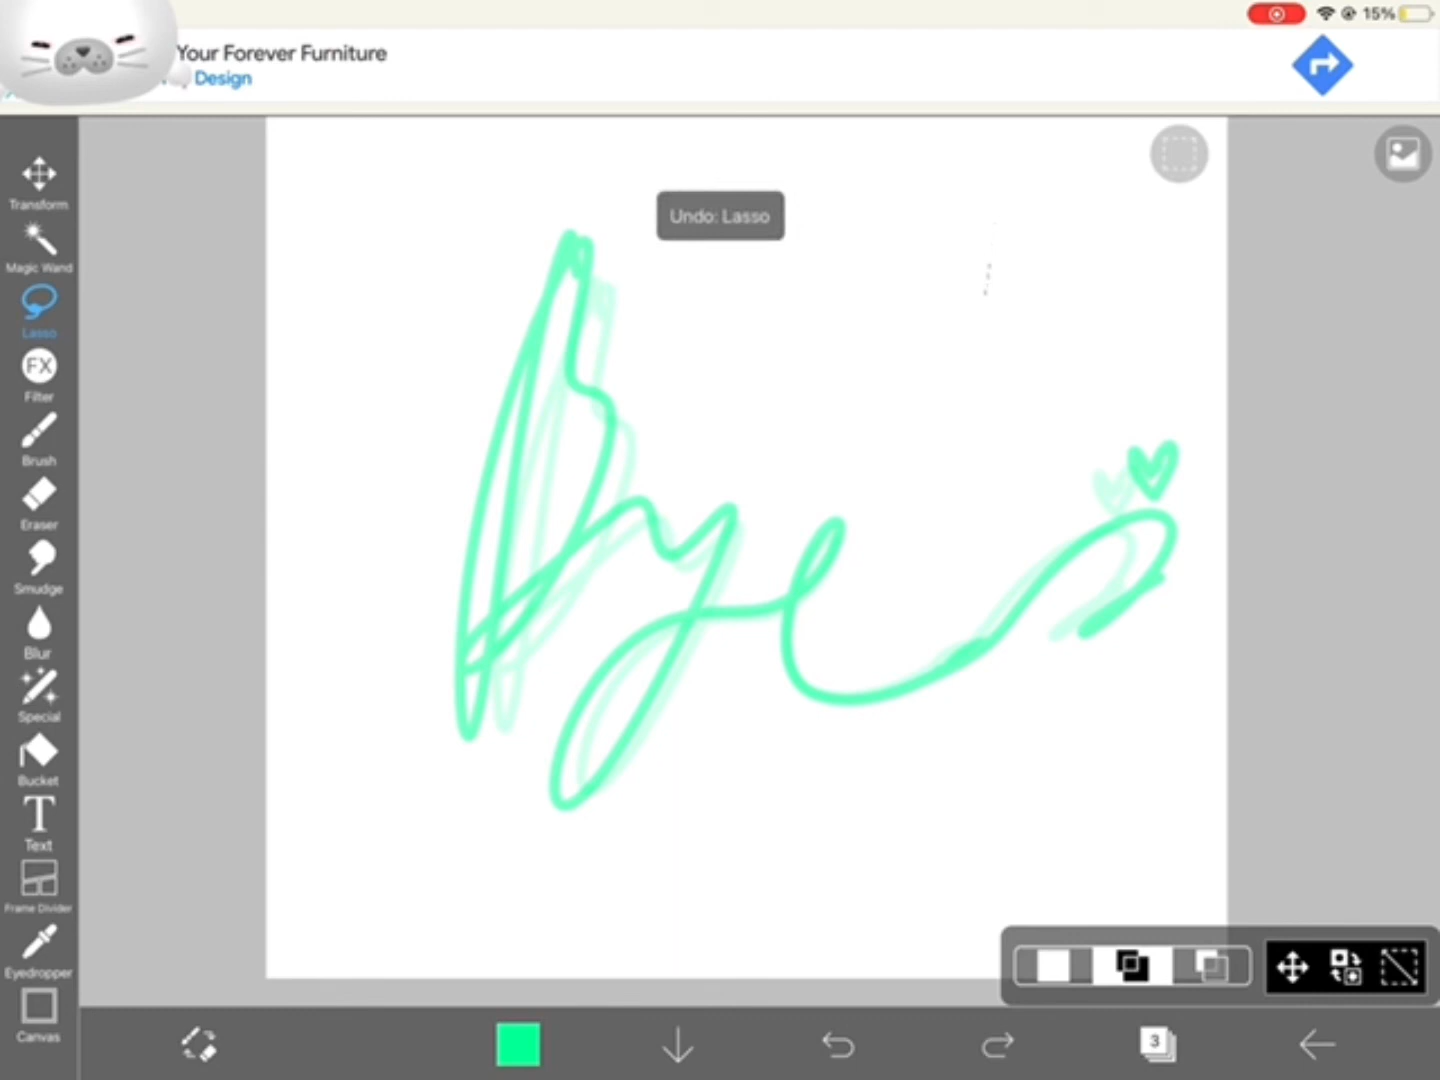 15%
Your Forever Furniture
Design
Transform
Magic Wand
Lasso
FX
Filter
Brush
Eraser
Smudge
Blur
Special
Bucket
T
Text
Frame Divider
Eyedropper
Canvas
Undo: Lasso
Bye
3